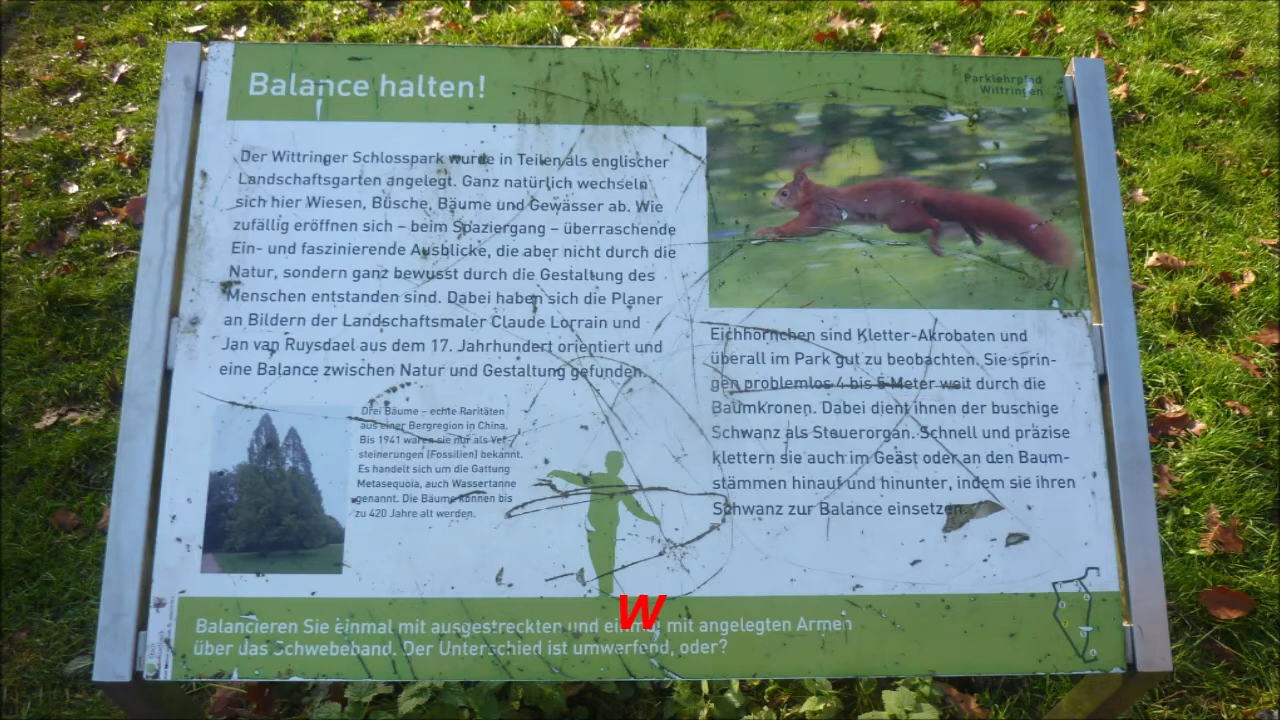 Balance halten!
Parklehrpfad
Wittringen
Der Wittringer Schlosspark wurde in Teilen als englischer
Landschaftsgarten angelegt. Ganz natürlich wechseln
sich hier Wiesen, Büsche, Bäume und Gewässer ab. Wie
zufällig eröffnen sich – beim Spaziergang – überraschende
Ein- und faszinierende Ausblicke, die aber nicht durch die
Natur, sondern ganz bewusst durch die Gestaltung des
Menschen entstanden sind. Dabei haben sich die Planer
an Bildern der Landschaftsmaler Claude Lorrain und
Jan van Ruysdael aus dem 17. Jahrhundert orientiert und
eine Balance zwischen Natur und Gestaltung gefunden.
Drei Bäume – echte Raritäten
aus einer Bergregion in China.
Bis 1941 waren sie nur als Ver-
steinerungen (Fossilien) bekannt.
Es handelt sich um die Gattung
Metasequoia, auch Wassertanne
genannt. Die Bäume können bis
zu 420 Jahre alt werden.
Eichhörnchen sind Kletter-Akrobaten und
überall im Park gut zu beobachten. Sie sprin-
gen problemlos 4 bis 5 Meter weit durch die
Baumkronen. Dabei dient ihnen der buschige
Schwanz als Steuerorgan. Schnell und präzise
klettern sie auch im Geäst oder an den Baum-
stämmen hinauf und hinunter, indem sie ihren
Schwanz zur Balance einsetzen.
W
Balancieren Sie einmal mit ausgestreckten und einmal mit angelegten Armen
über das Schwebeband. Der Unterschied ist umwerfend, oder?